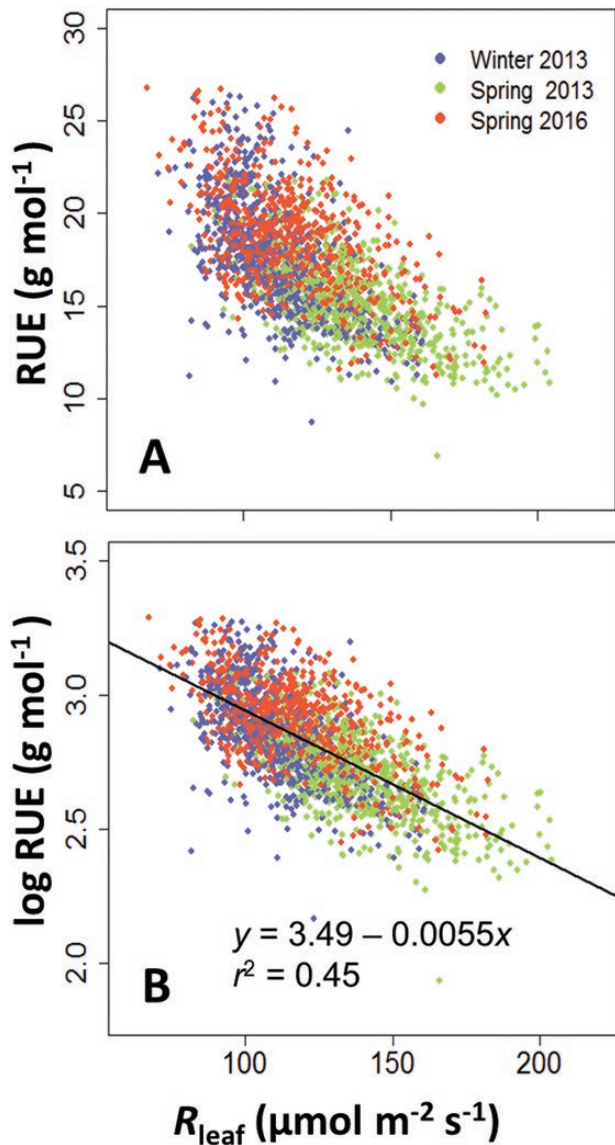 30
25
20
15
10
5
RUE (g mol⁻¹)
Winter 2013
Spring 2013
Spring 2016
A
3.5
3.0
2.5
2.0
log RUE (g mol⁻¹)
y = 3.49 – 0.0055x
r² = 0.45
B
100 150 200
R_leaf (µmol m⁻² s⁻¹)